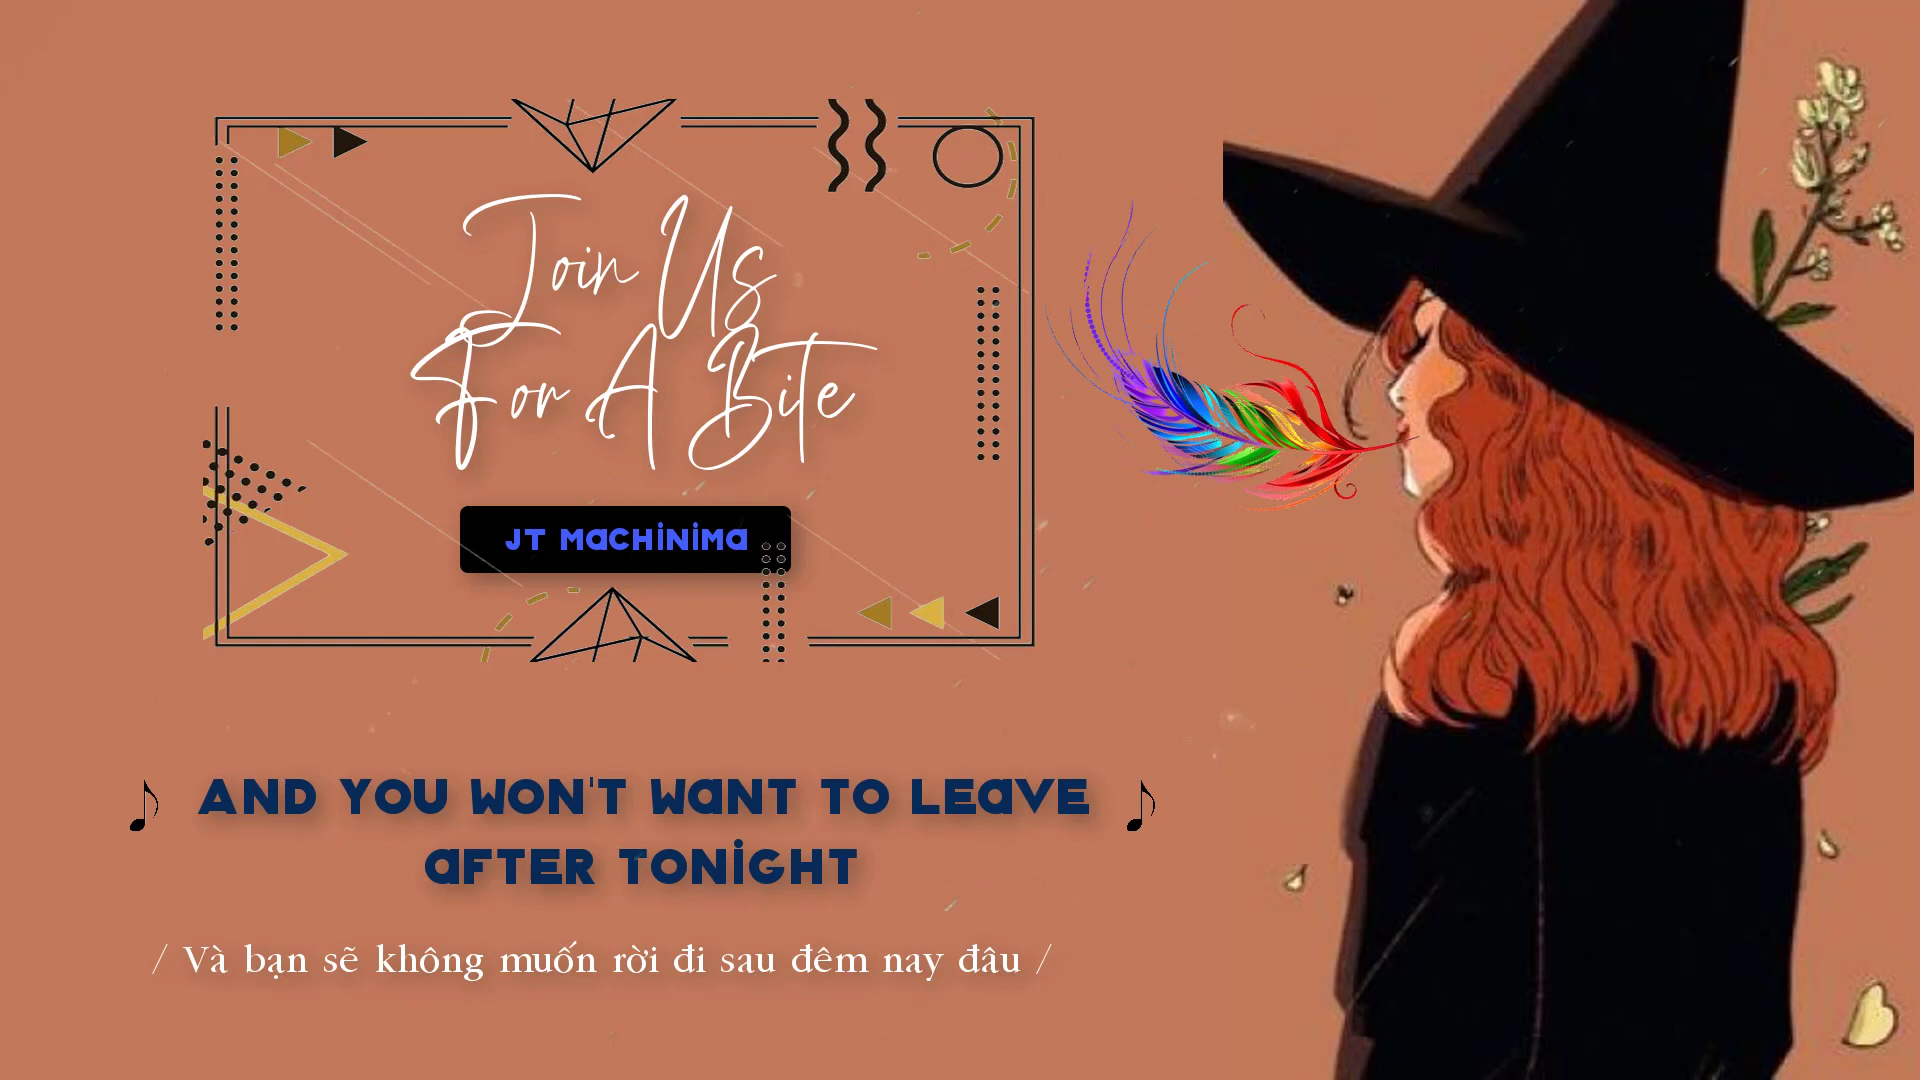 Join Us
For A Bite
JT MACHINIMA
♪ AND YOU WON'T WANT TO LEAVE ♪
AFTER TONIGHT
/ Và bạn sẽ không muốn rời đi sau đêm nay đâu /